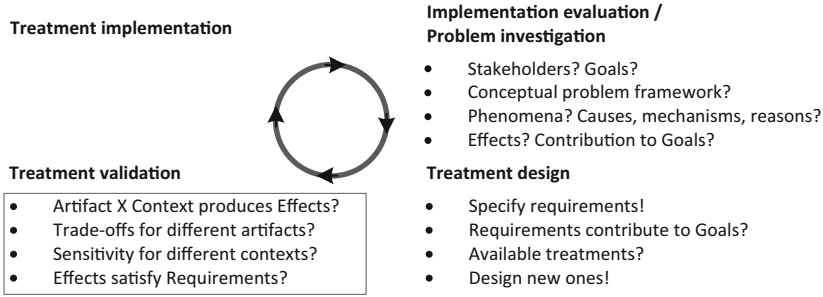 Treatment implementation
Implementation evaluation /
Problem investigation
• Stakeholders? Goals?
• Conceptual problem framework?
• Phenomena? Causes, mechanisms, reasons?
• Effects? Contribution to Goals?
Treatment validation
• Artifact X Context produces Effects?
• Trade-offs for different artifacts?
• Sensitivity for different contexts?
• Effects satisfy Requirements?
Treatment design
• Specify requirements!
• Requirements contribute to Goals?
• Available treatments?
• Design new ones!